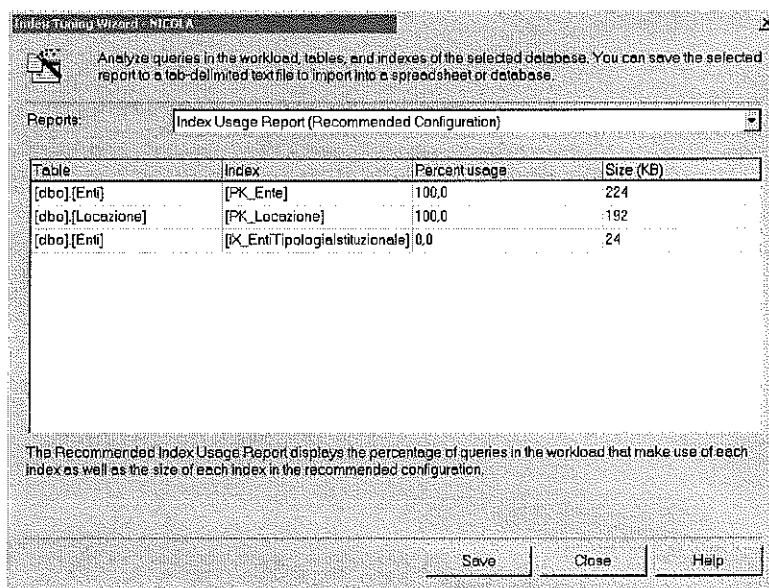 Index Tuning Wizard - NICOLA
Analyze queries in the workload, tables, and indexes of the selected database. You can save the selected
report to a tab-delimited text file to import into a spreadsheet or database.
Reports: Index Usage Report (Recommended Configuration)
Table Index Percent usage Size (KB)
[dbo].[Enti] [PK_Ente] 100,0 224
[dbo].[Locazione] [PK_Locazione] 100,0 192
[dbo].[Enti] [IX_EntiTipologiaIstituzionale] 0,0 24
The Recommended Index Usage Report displays the percentage of queries in the workload that make use of each
index as well as the size of each index in the recommended configuration.
Save Close Help